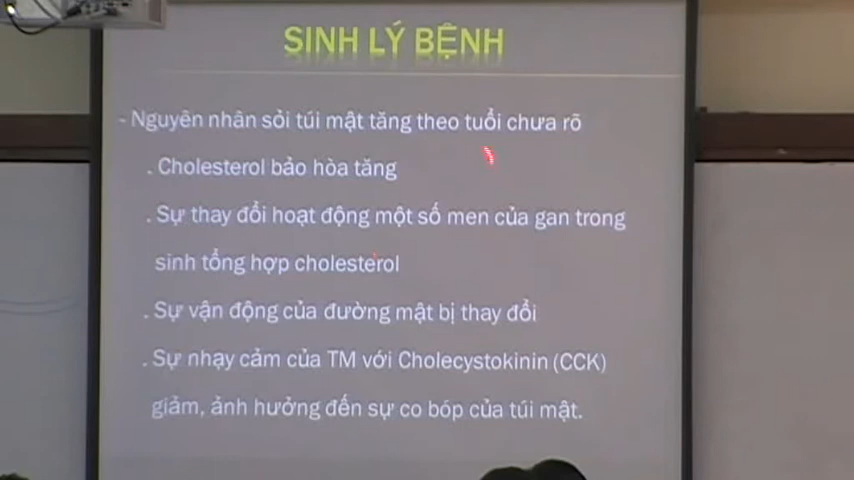 SINH LÝ BỆNH
- Nguyên nhân sỏi túi mật tăng theo tuổi chưa rõ
. Cholesterol bảo hòa tăng
. Sự thay đổi hoạt động một số men của gan trong
sinh tổng hợp cholesterol
. Sự vận động của đường mật bị thay đổi
. Sự nhạy cảm của TM với Cholecystokinin (CCK)
giảm, ảnh hưởng đến sự co bóp của túi mật.